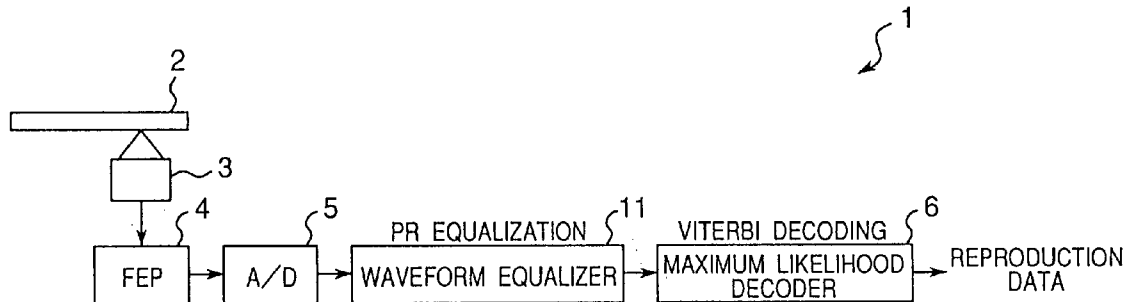 1
2
3
4
5
PR EQUALIZATION
11
VITERBI DECODING
6
FEP
A/D
WAVEFORM EQUALIZER
MAXIMUM LIKELIHOOD
DECODER
REPRODUCTION
DATA